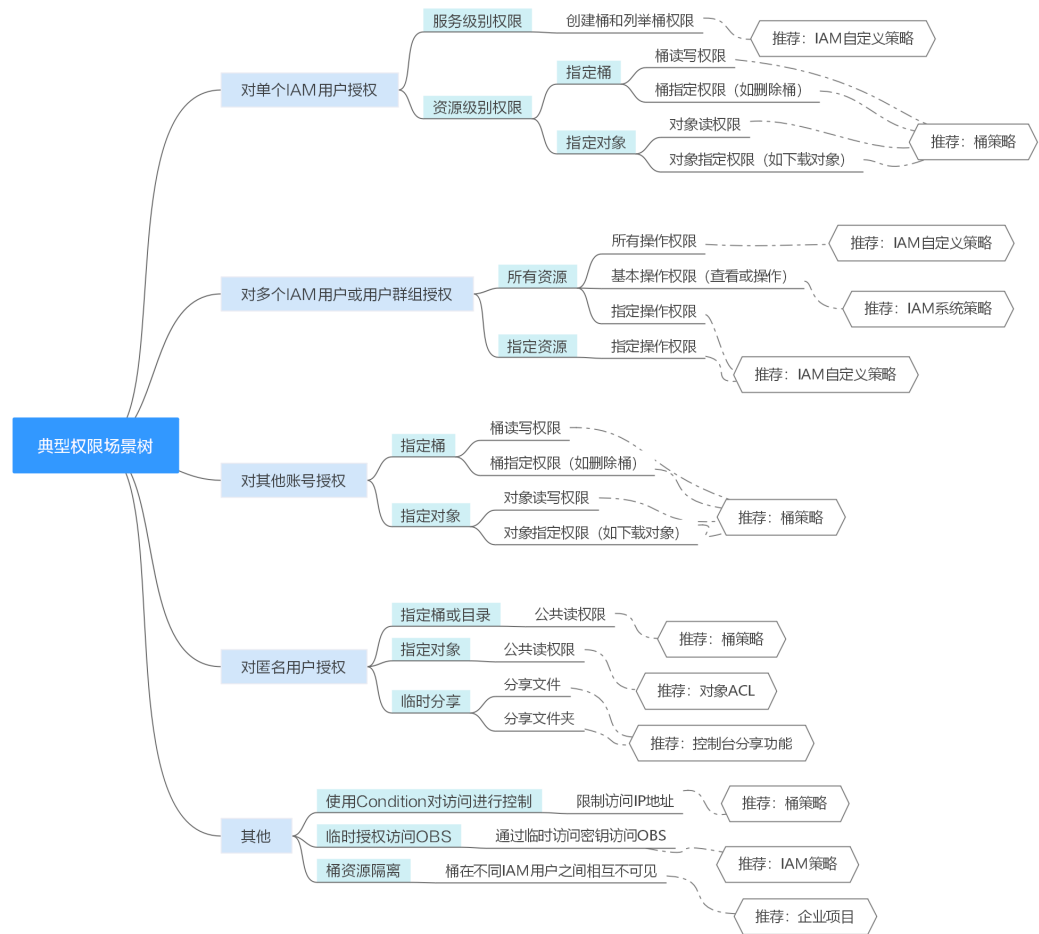 典型权限场景树
对单个IAM用户授权
服务级别权限
创建桶和列举桶权限
推荐：IAM自定义策略
资源级别权限
指定桶
桶读写权限
桶指定权限（如删除桶）
指定对象
对象读权限
对象指定权限（如下载对象）
推荐：桶策略
对多个IAM用户或用户群组授权
所有资源
所有操作权限
推荐：IAM自定义策略
基本操作权限（查看或操作）
推荐：IAM系统策略
指定操作权限
指定资源
指定操作权限
推荐：IAM自定义策略
对其他账号授权
指定桶
桶读写权限
桶指定权限（如删除桶）
指定对象
对象读写权限
对象指定权限（如下载对象）
推荐：桶策略
对匿名用户授权
指定桶或目录
公共读权限
推荐：桶策略
指定对象
公共读权限
推荐：对象ACL
临时分享
分享文件
分享文件夹
推荐：控制台分享功能
其他
使用Condition对访问进行控制
限制访问IP地址
推荐：桶策略
临时授权访问OBS
通过临时访问密钥访问OBS
推荐：IAM策略
桶资源隔离
桶在不同IAM用户之间相互不可见
推荐：企业项目